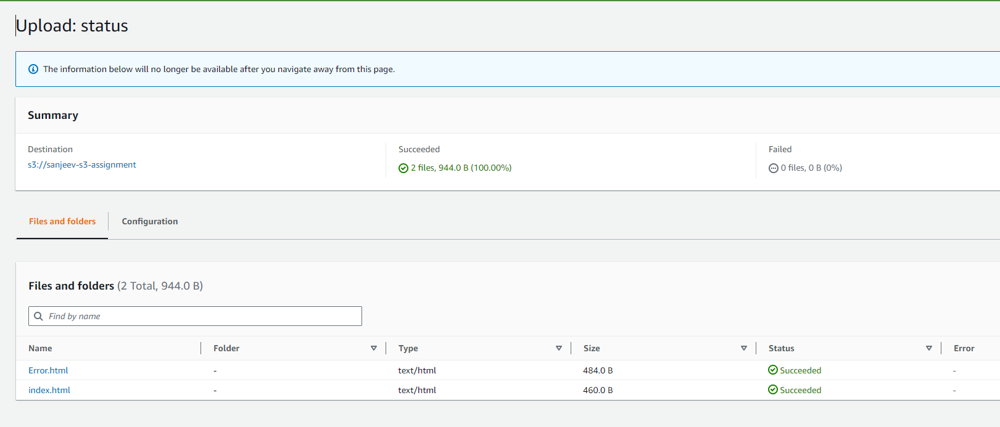 Upload: status
The information below will no longer be available after you navigate away from this page.
Summary
Destination Succeeded Failed
s3://sanjeev-s3-assignment 2 files, 944.0 B (100.00%) 0 files, 0 B (0%)
Files and folders Configuration
Files and folders (2 Total, 944.0 B)
Find by name
Name Folder Type Size Status Error
Error.html - text/html 484.0 B Succeeded -
index.html - text/html 460.0 B Succeeded -